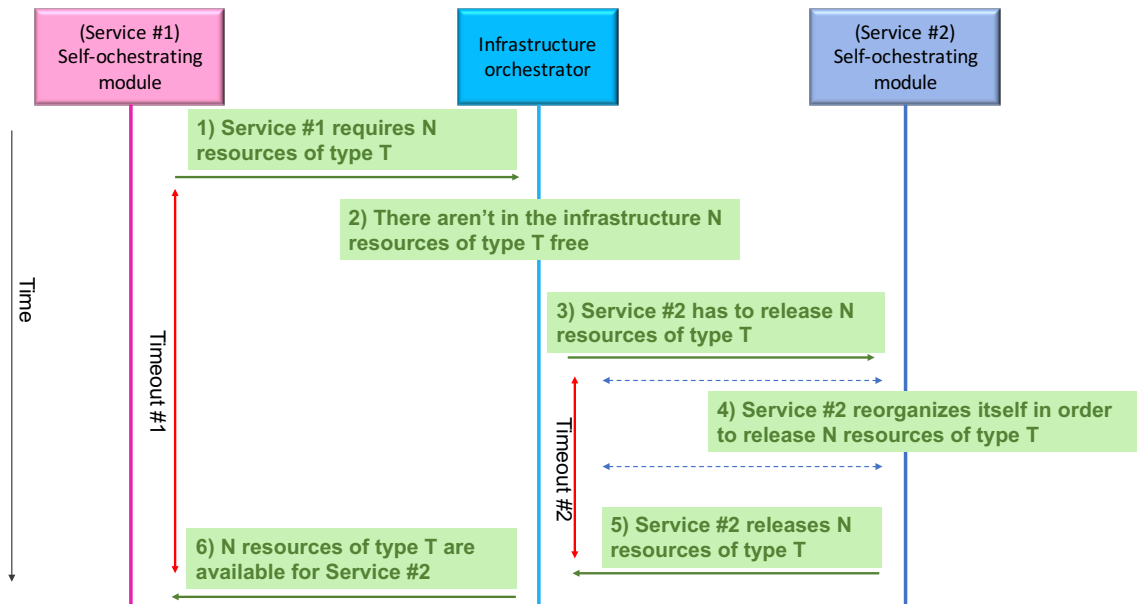 (Service #1)
Self-ochestrating
module
Infrastructure
orchestrator
(Service #2)
Self-ochestrating
module
1) Service #1 requires N
resources of type T
2) There aren’t in the infrastructure N
resources of type T free
3) Service #2 has to release N
resources of type T
4) Service #2 reorganizes itself in order
to release N resources of type T
5) Service #2 releases N
resources of type T
6) N resources of type T are
available for Service #2
Time
Timeout #1
Timeout #2